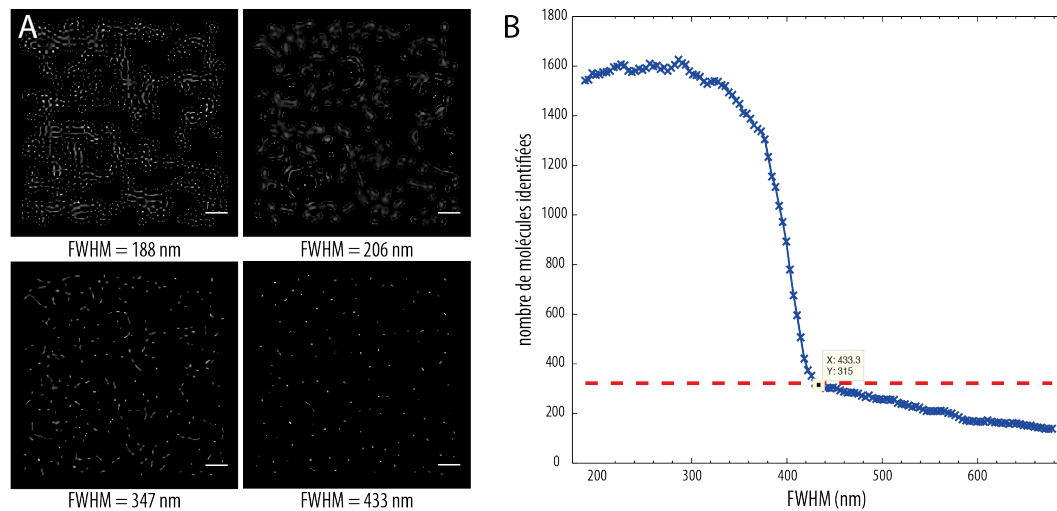 A
FWHM = 188 nm
FWHM = 206 nm
FWHM = 347 nm
FWHM = 433 nm
B
nombre de molécules identifiées
1800
1600
1400
1200
1000
800
600
400
200
0
X: 433.3
Y: 315
200
300
400
500
600
FWHM (nm)